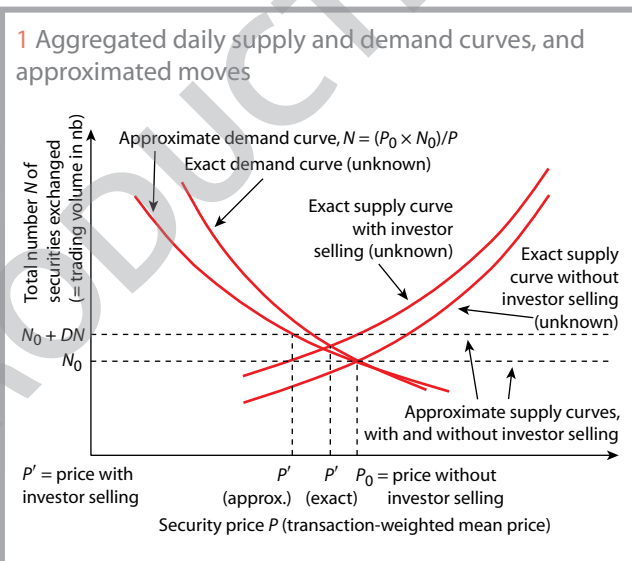 1 Aggregated daily supply and demand curves, and
approximated moves
Approximate demand curve, N = (P₀ × N₀)/P
Exact demand curve (unknown)
Total number N of
securities exchanged
(= trading volume in nb)
Exact supply curve
with investor
selling (unknown)
Exact supply
curve without
investor selling
(unknown)
N₀ + DN
N₀
Approximate supply curves,
with and without investor selling
P′ = price with
investor selling
P′
(approx.)
P′
(exact)
P₀ = price without
investor selling
Security price P (transaction-weighted mean price)